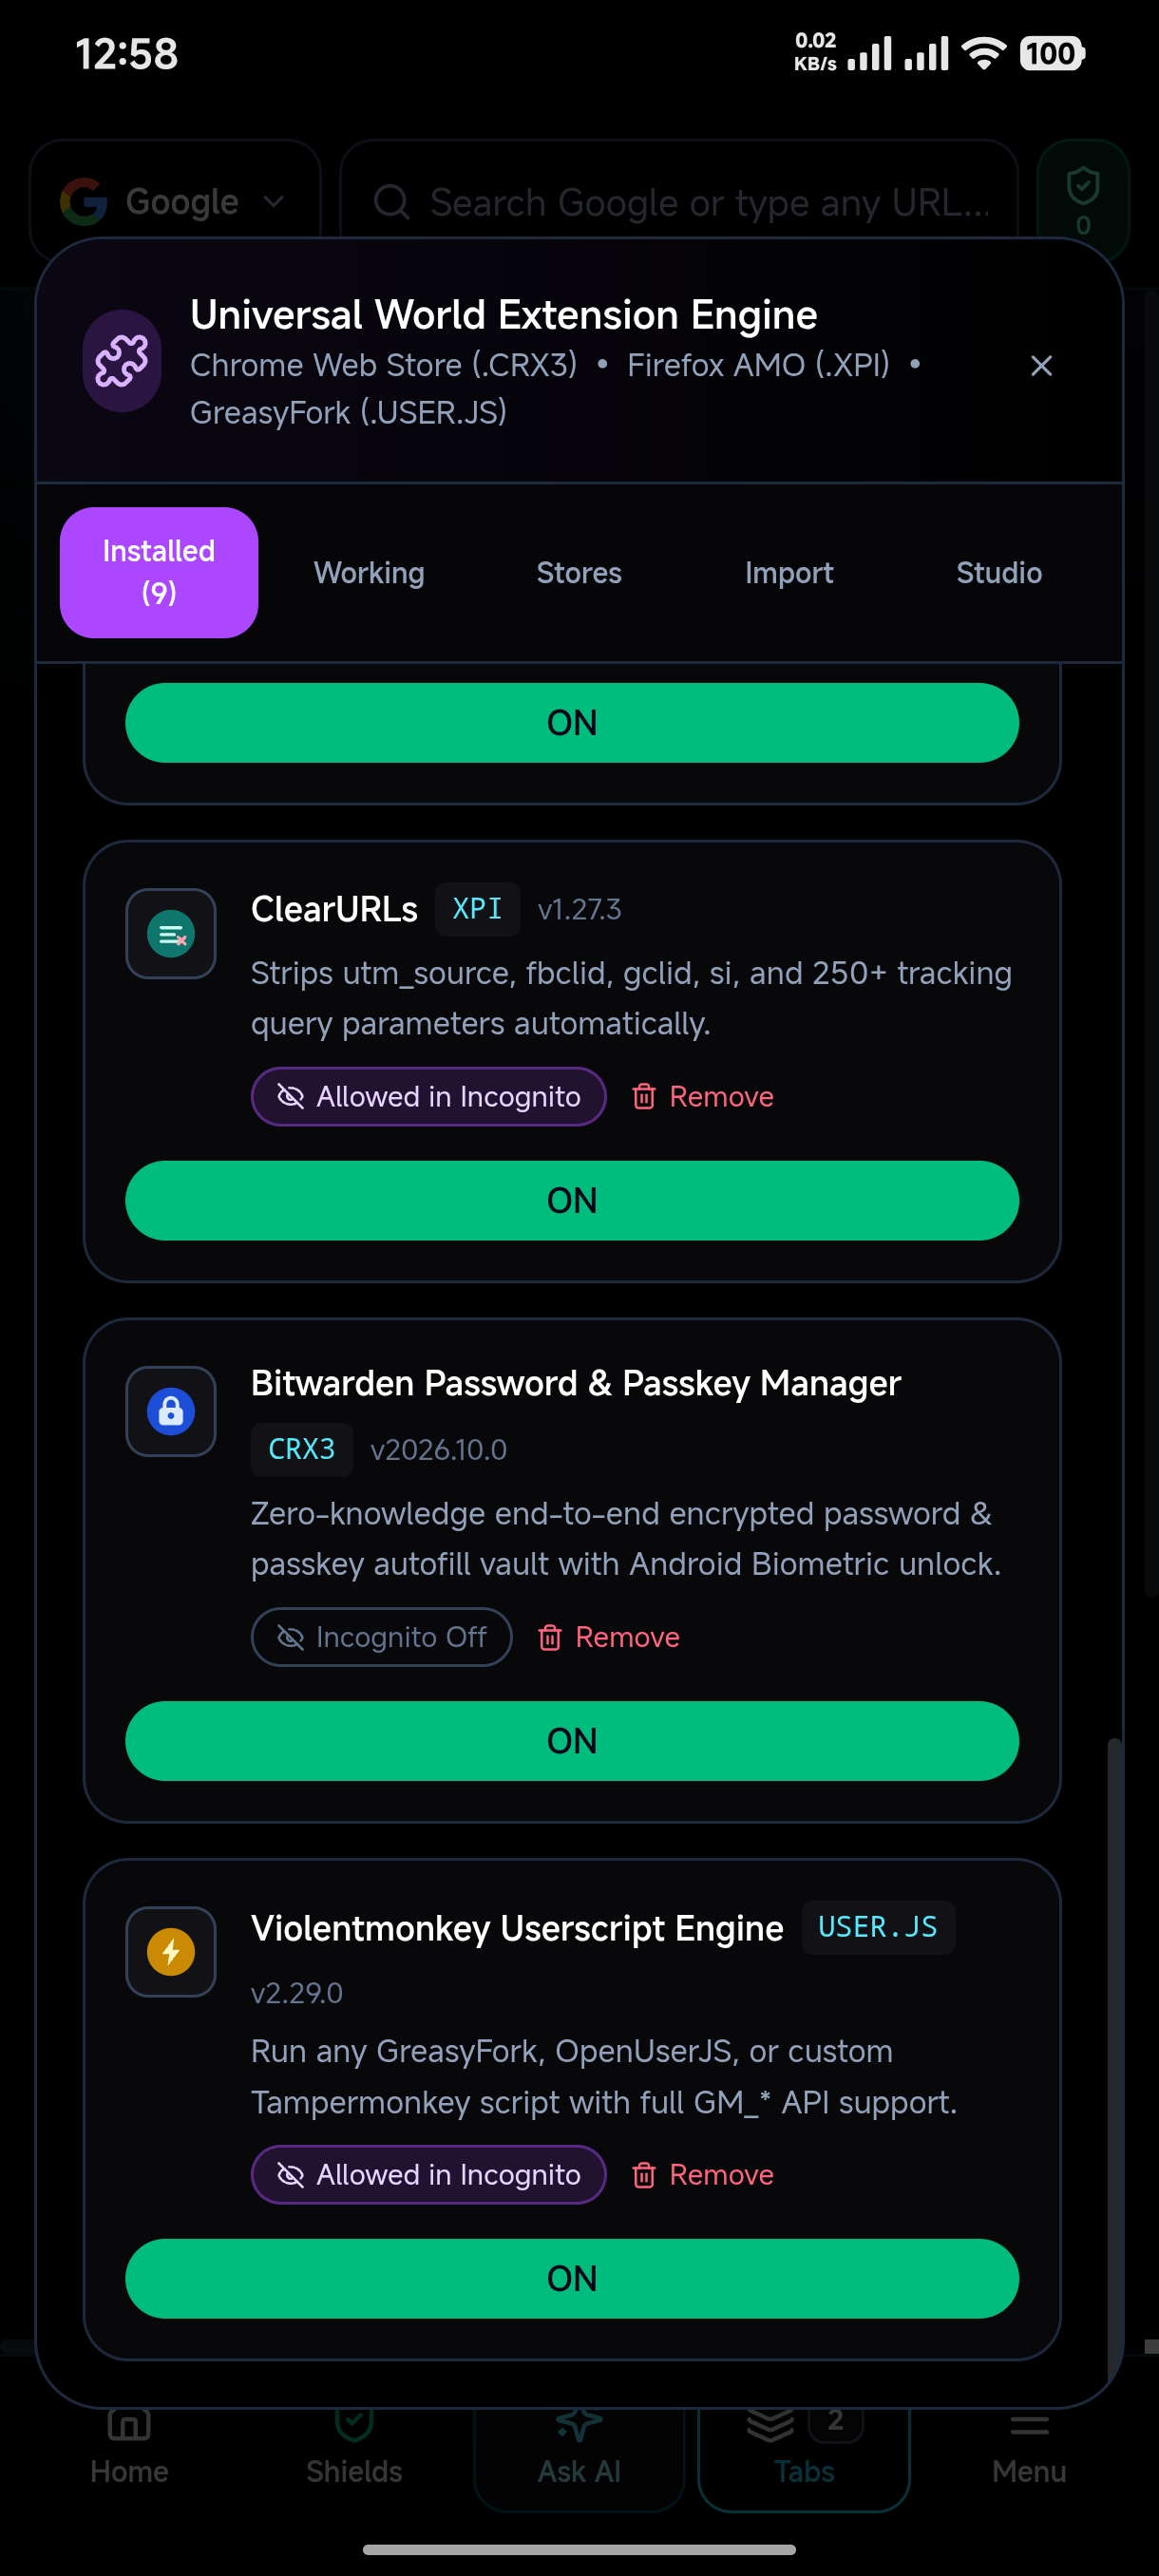 12:58
0.02
KB/s
100
Google
Search Google or type any URL...
0
Universal World Extension Engine
Chrome Web Store (.CRX3) • Firefox AMO (.XPI) •
GreasyFork (.USER.JS)
Installed
(9)
Working
Stores
Import
Studio
ON
ClearURLs
XPI
v1.27.3
Strips utm_source, fbclid, gclid, si, and 250+ tracking
query parameters automatically.
Allowed in Incognito
Remove
ON
Bitwarden Password & Passkey Manager
CRX3
v2026.10.0
Zero-knowledge end-to-end encrypted password &
passkey autofill vault with Android Biometric unlock.
Incognito Off
Remove
ON
Violentmonkey Userscript Engine
USER.JS
v2.29.0
Run any GreasyFork, OpenUserJS, or custom
Tampermonkey script with full GM_* API support.
Allowed in Incognito
Remove
ON
2
Home
Shields
Ask AI
Tabs
Menu